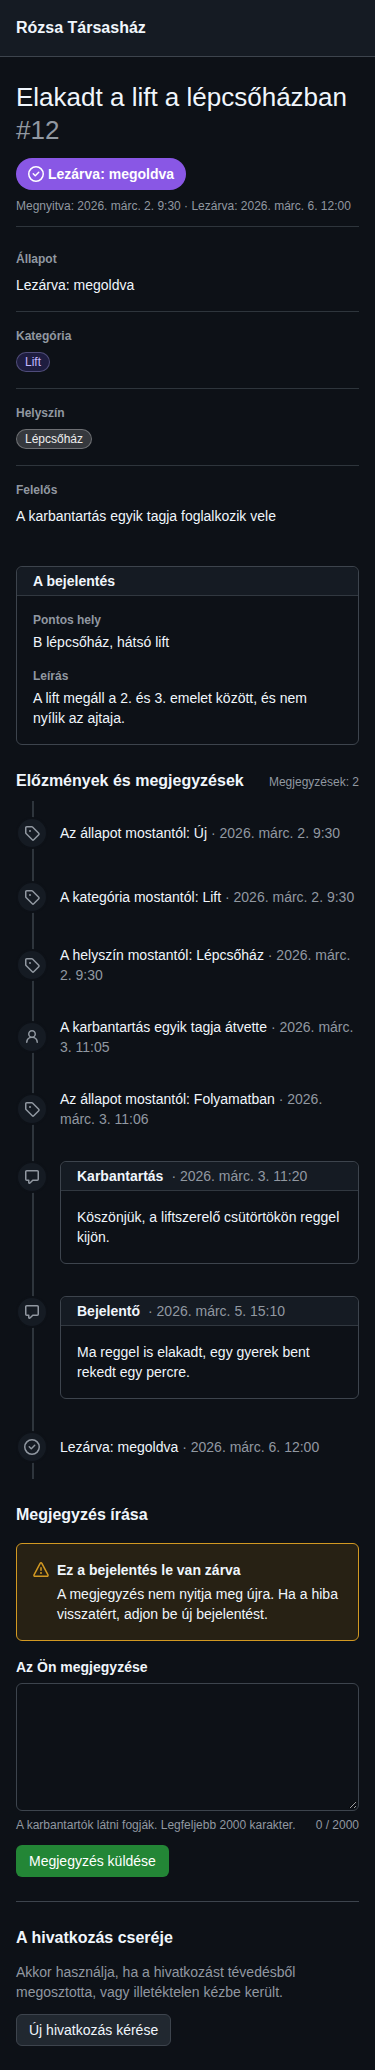 Rózsa Társasház
Elakadt a lift a lépcsőházban
#12
Lezárva: megoldva
Megnyitva: 2026. márc. 2. 9:30 · Lezárva: 2026. márc. 6. 12:00
Állapot
Lezárva: megoldva
Kategória
Lift
Helyszín
Lépcsőház
Felelős
A karbantartás egyik tagja foglalkozik vele
A bejelentés
Pontos hely
B lépcsőház, hátsó lift
Leírás
A lift megáll a 2. és 3. emelet között, és nem
nyílik az ajtaja.
Előzmények és megjegyzések Megjegyzések: 2
Az állapot mostantól: Új · 2026. márc. 2. 9:30
A kategória mostantól: Lift · 2026. márc. 2. 9:30
A helyszín mostantól: Lépcsőház · 2026. márc.
2. 9:30
A karbantartás egyik tagja átvette · 2026. márc.
3. 11:05
Az állapot mostantól: Folyamatban · 2026.
márc. 3. 11:06
Karbantartás · 2026. márc. 3. 11:20
Köszönjük, a liftszerelő csütörtökön reggel
kijön.
Bejelentő · 2026. márc. 5. 15:10
Ma reggel is elakadt, egy gyerek bent
rekedt egy percre.
Lezárva: megoldva · 2026. márc. 6. 12:00
Megjegyzés írása
Ez a bejelentés le van zárva
A megjegyzés nem nyitja meg újra. Ha a hiba
visszatért, adjon be új bejelentést.
Az Ön megjegyzése
A karbantartók látni fogják. Legfeljebb 2000 karakter. 0 / 2000
Megjegyzés küldése
A hivatkozás cseréje
Akkor használja, ha a hivatkozást tévedésből
megosztotta, vagy illetéktelen kézbe került.
Új hivatkozás kérése